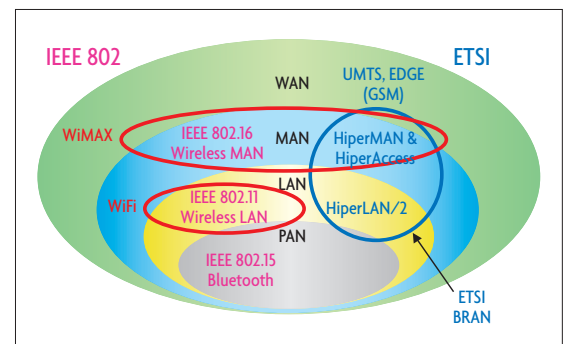 IEEE 802
ETSI
WAN
UMTS, EDGE
(GSM)
WiMAX
IEEE 802.16
Wireless MAN
MAN
HiperMAN &
HiperAccess
LAN
WiFi
IEEE 802.11
Wireless LAN
HiperLAN/2
PAN
IEEE 802.15
Bluetooth
ETSI
BRAN